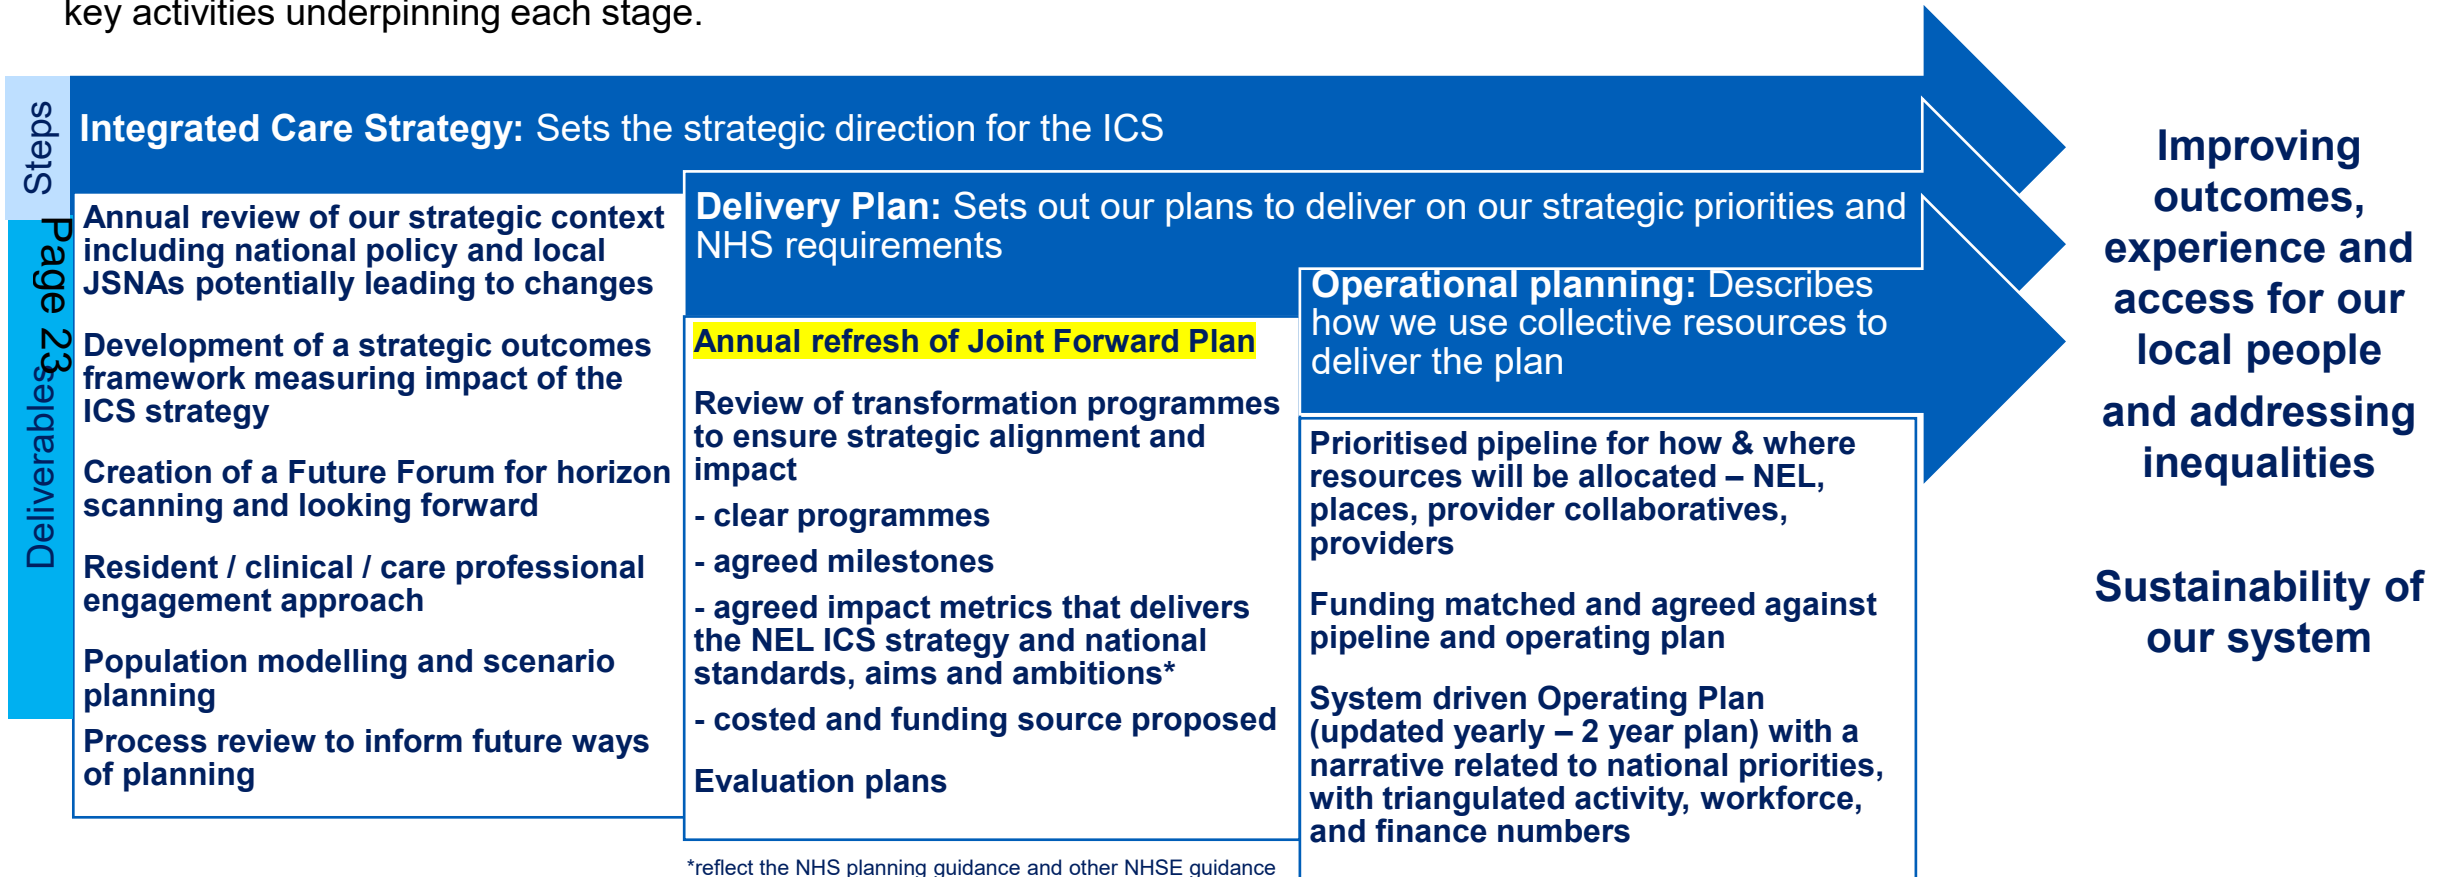 key activities underpinning each stage.
Steps
Integrated Care Strategy: Sets the strategic direction for the ICS
Page 23
Deliverables
Annual review of our strategic context
including national policy and local
JSNAs potentially leading to changes
Development of a strategic outcomes
framework measuring impact of the
ICS strategy
Creation of a Future Forum for horizon
scanning and looking forward
Resident / clinical / care professional
engagement approach
Population modelling and scenario
planning
Process review to inform future ways
of planning
Delivery Plan: Sets out our plans to deliver on our strategic priorities and
NHS requirements
Annual refresh of Joint Forward Plan
Review of transformation programmes
to ensure strategic alignment and
impact
- clear programmes
- agreed milestones
- agreed impact metrics that delivers
the NEL ICS strategy and national
standards, aims and ambitions*
- costed and funding source proposed
Evaluation plans
*reflect the NHS planning guidance and other NHSE guidance
Operational planning: Describes
how we use collective resources to
deliver the plan
Prioritised pipeline for how & where
resources will be allocated – NEL,
places, provider collaboratives,
providers
Funding matched and agreed against
pipeline and operating plan
System driven Operating Plan
(updated yearly – 2 year plan) with a
narrative related to national priorities,
with triangulated activity, workforce,
and finance numbers
Improving
outcomes,
experience and
access for our
local people
and addressing
inequalities
Sustainability of
our system